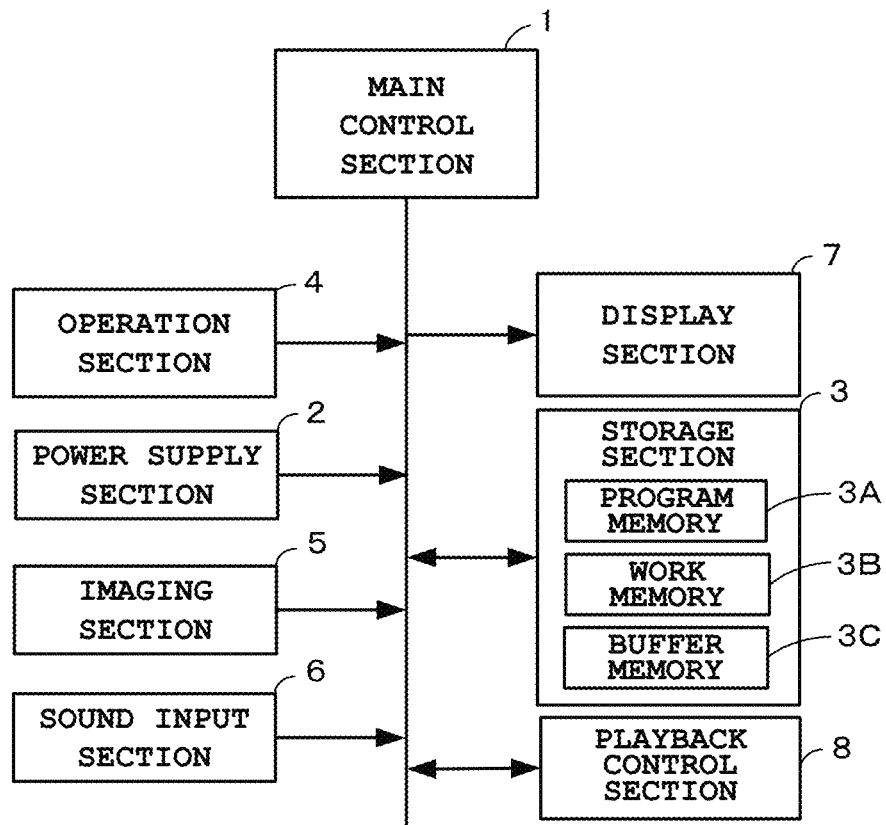 1
MAIN
CONTROL
SECTION
4
OPERATION
SECTION
7
DISPLAY
SECTION
2
POWER SUPPLY
SECTION
3
STORAGE
SECTION
PROGRAM
MEMORY
3A
WORK
MEMORY
3B
BUFFER
MEMORY
3C
5
IMAGING
SECTION
6
SOUND INPUT
SECTION
PLAYBACK
CONTROL
SECTION
8